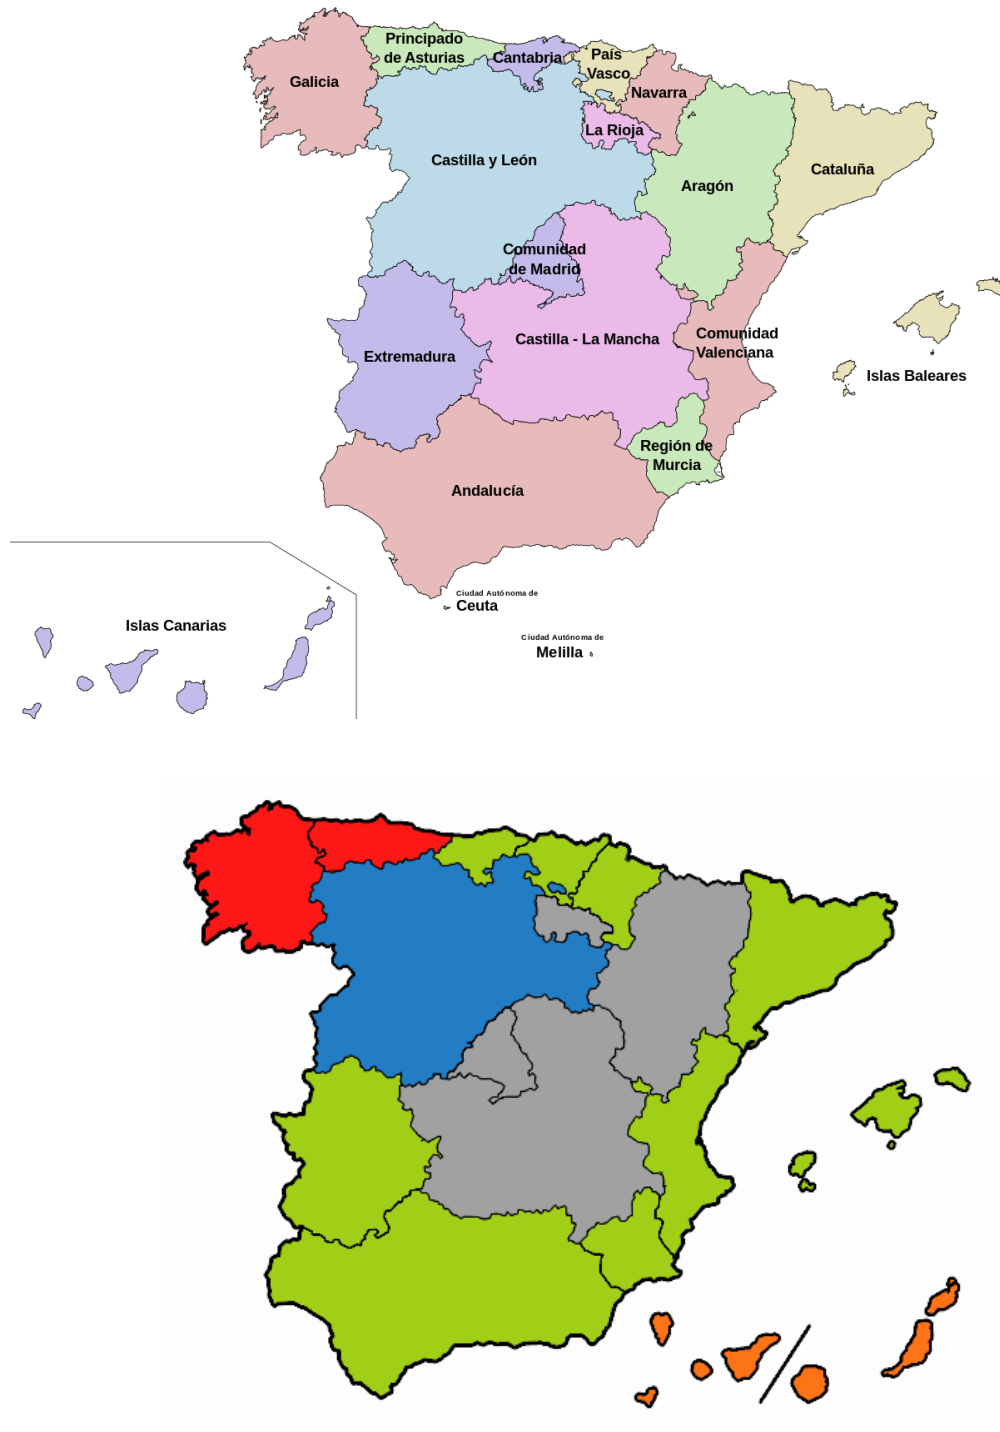 Principado
de Asturias
Cantabria
País
Vasco
Galicia
Navarra
La Rioja
Castilla y León
Cataluña
Aragón
Comunidad
de Madrid
Castilla - La Mancha
Comunidad
Valenciana
Extremadura
Islas Baleares
Región de
Murcia
Andalucía
Ciudad Autónoma de
Ceuta
Islas Canarias
Ciudad Autónoma de
Melilla